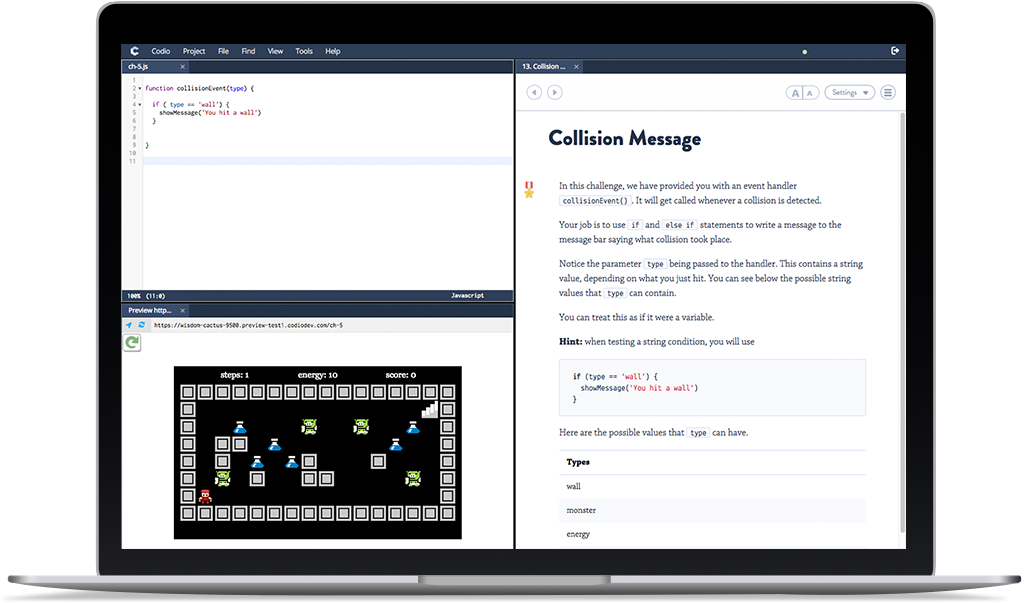 Codio Project File Find View Tools Help
ch-5.js ×
1
2 function collisionEvent(type) {
3
4 if ( type == 'wall') {
5 showMessage('You hit a wall')
6 }
7
8
9 }
10
11
100% (11:0) Javascript
Preview http... ×
https://wisdom-cactus-9500.preview-test1.codiodev.com/ch-5
steps: 1 energy: 10 score: 0
13. Collision ... ×
A A Settings
Collision Message
In this challenge, we have provided you with an event handler
collisionEvent() . It will get called whenever a collision is detected.
Your job is to use if and else if statements to write a message to the
message bar saying what collision took place.
Notice the parameter type being passed to the handler. This contains a string
value, depending on what you just hit. You can see below the possible string
values that type can contain.
You can treat this as if it were a variable.
Hint: when testing a string condition, you will use
if (type == 'wall') {
showMessage('You hit a wall')
}
Here are the possible values that type can have.
Types
wall
monster
energy